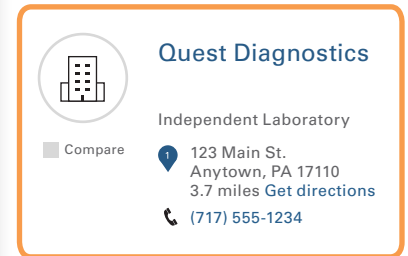 Quest Diagnostics
Independent Laboratory
Compare
1
123 Main St.
Anytown, PA 17110
3.7 miles Get directions
(717) 555-1234